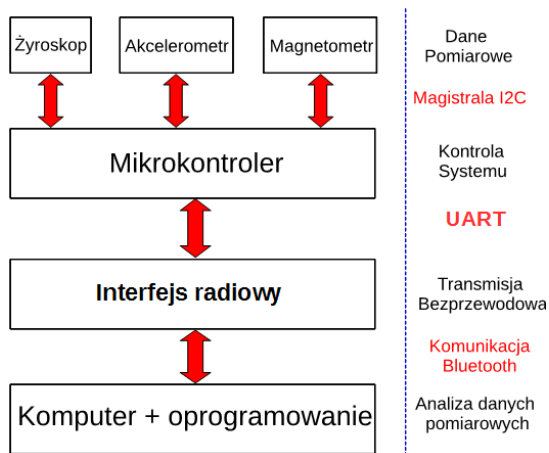 Żyroskop
Akcelerometr
Magnetometr
Dane
Pomiarowe
Magistrala I2C
Mikrokontroler
Kontrola
Systemu
UART
Interfejs radiowy
Transmisja
Bezprzewodowa
Komunikacja
Bluetooth
Komputer + oprogramowanie
Analiza danych
pomiarowych